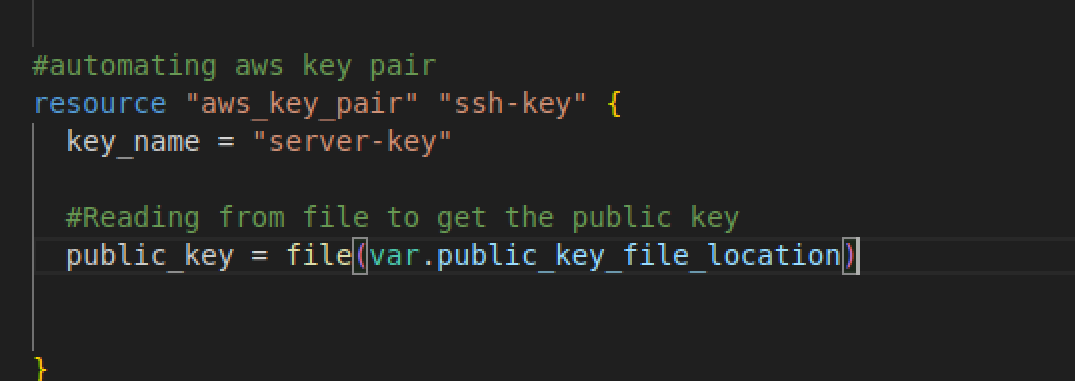 #automating aws key pair
resource "aws_key_pair" "ssh-key" {
key_name = "server-key"
#Reading from file to get the public key
public_key = file(var.public_key_file_location)
}